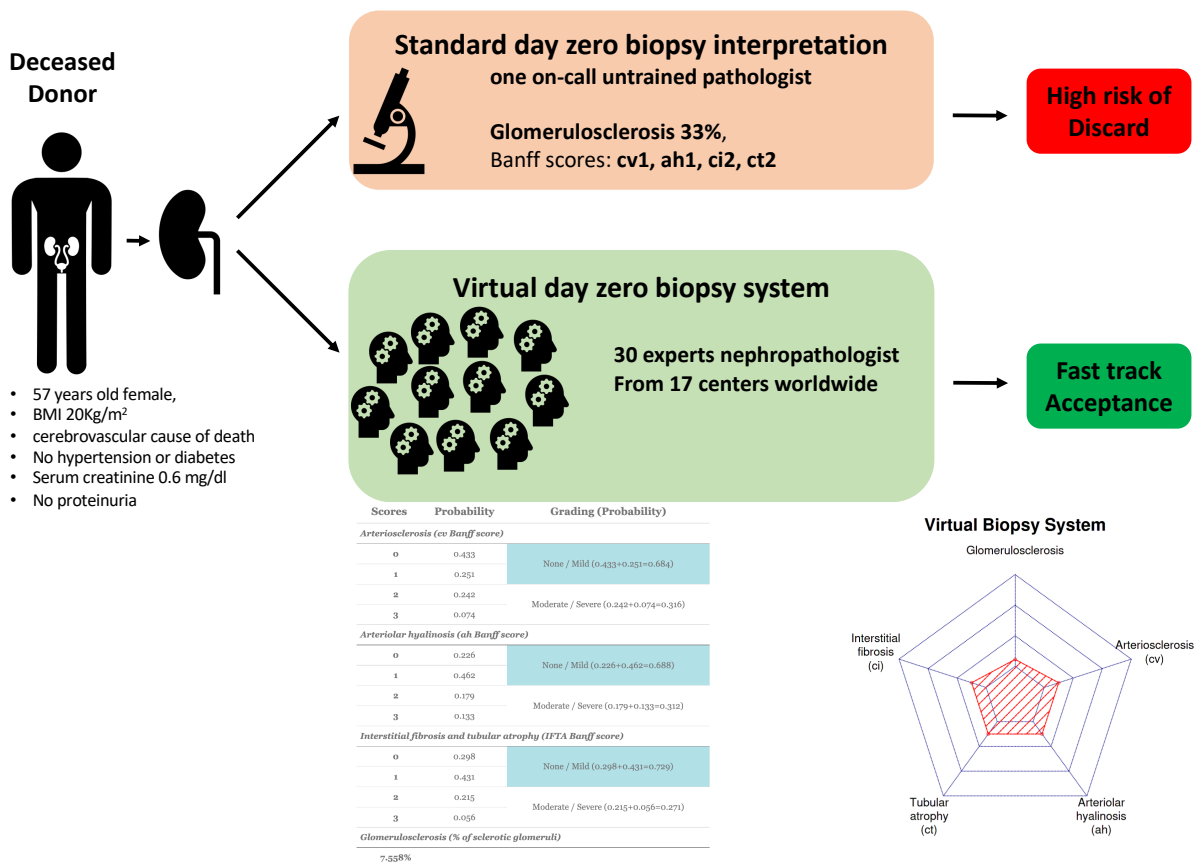 Deceased
Donor
• 57 years old female,
• BMI 20Kg/m²
• cerebrovascular cause of death
• No hypertension or diabetes
• Serum creatinine 0.6 mg/dl
• No proteinuria
Standard day zero biopsy interpretation
one on-call untrained pathologist
Glomerulosclerosis 33%,
Banff scores: cv1, ah1, ci2, ct2
High risk of
Discard
Virtual day zero biopsy system
30 experts nephropathologist
From 17 centers worldwide
Fast track
Acceptance
Scores Probability Grading (Probability)
Arteriosclerosis (cv Banff score)
0 0.433
None / Mild (0.433+0.251=0.684)
1 0.251
2 0.242
Moderate / Severe (0.242+0.074=0.316)
3 0.074
Arteriolar hyalinosis (ah Banff score)
0 0.226
None / Mild (0.226+0.462=0.688)
1 0.462
2 0.179
Moderate / Severe (0.179+0.133=0.312)
3 0.133
Interstitial fibrosis and tubular atrophy (IFTA Banff score)
0 0.298
None / Mild (0.298+0.431=0.729)
1 0.431
2 0.215
Moderate / Severe (0.215+0.056=0.271)
3 0.056
Glomerulosclerosis (% of sclerotic glomeruli)
7.558%
Virtual Biopsy System
Glomerulosclerosis
Interstitial
fibrosis
(ci)
Arteriosclerosis
(cv)
Tubular
atrophy
(ct)
Arteriolar
hyalinosis
(ah)